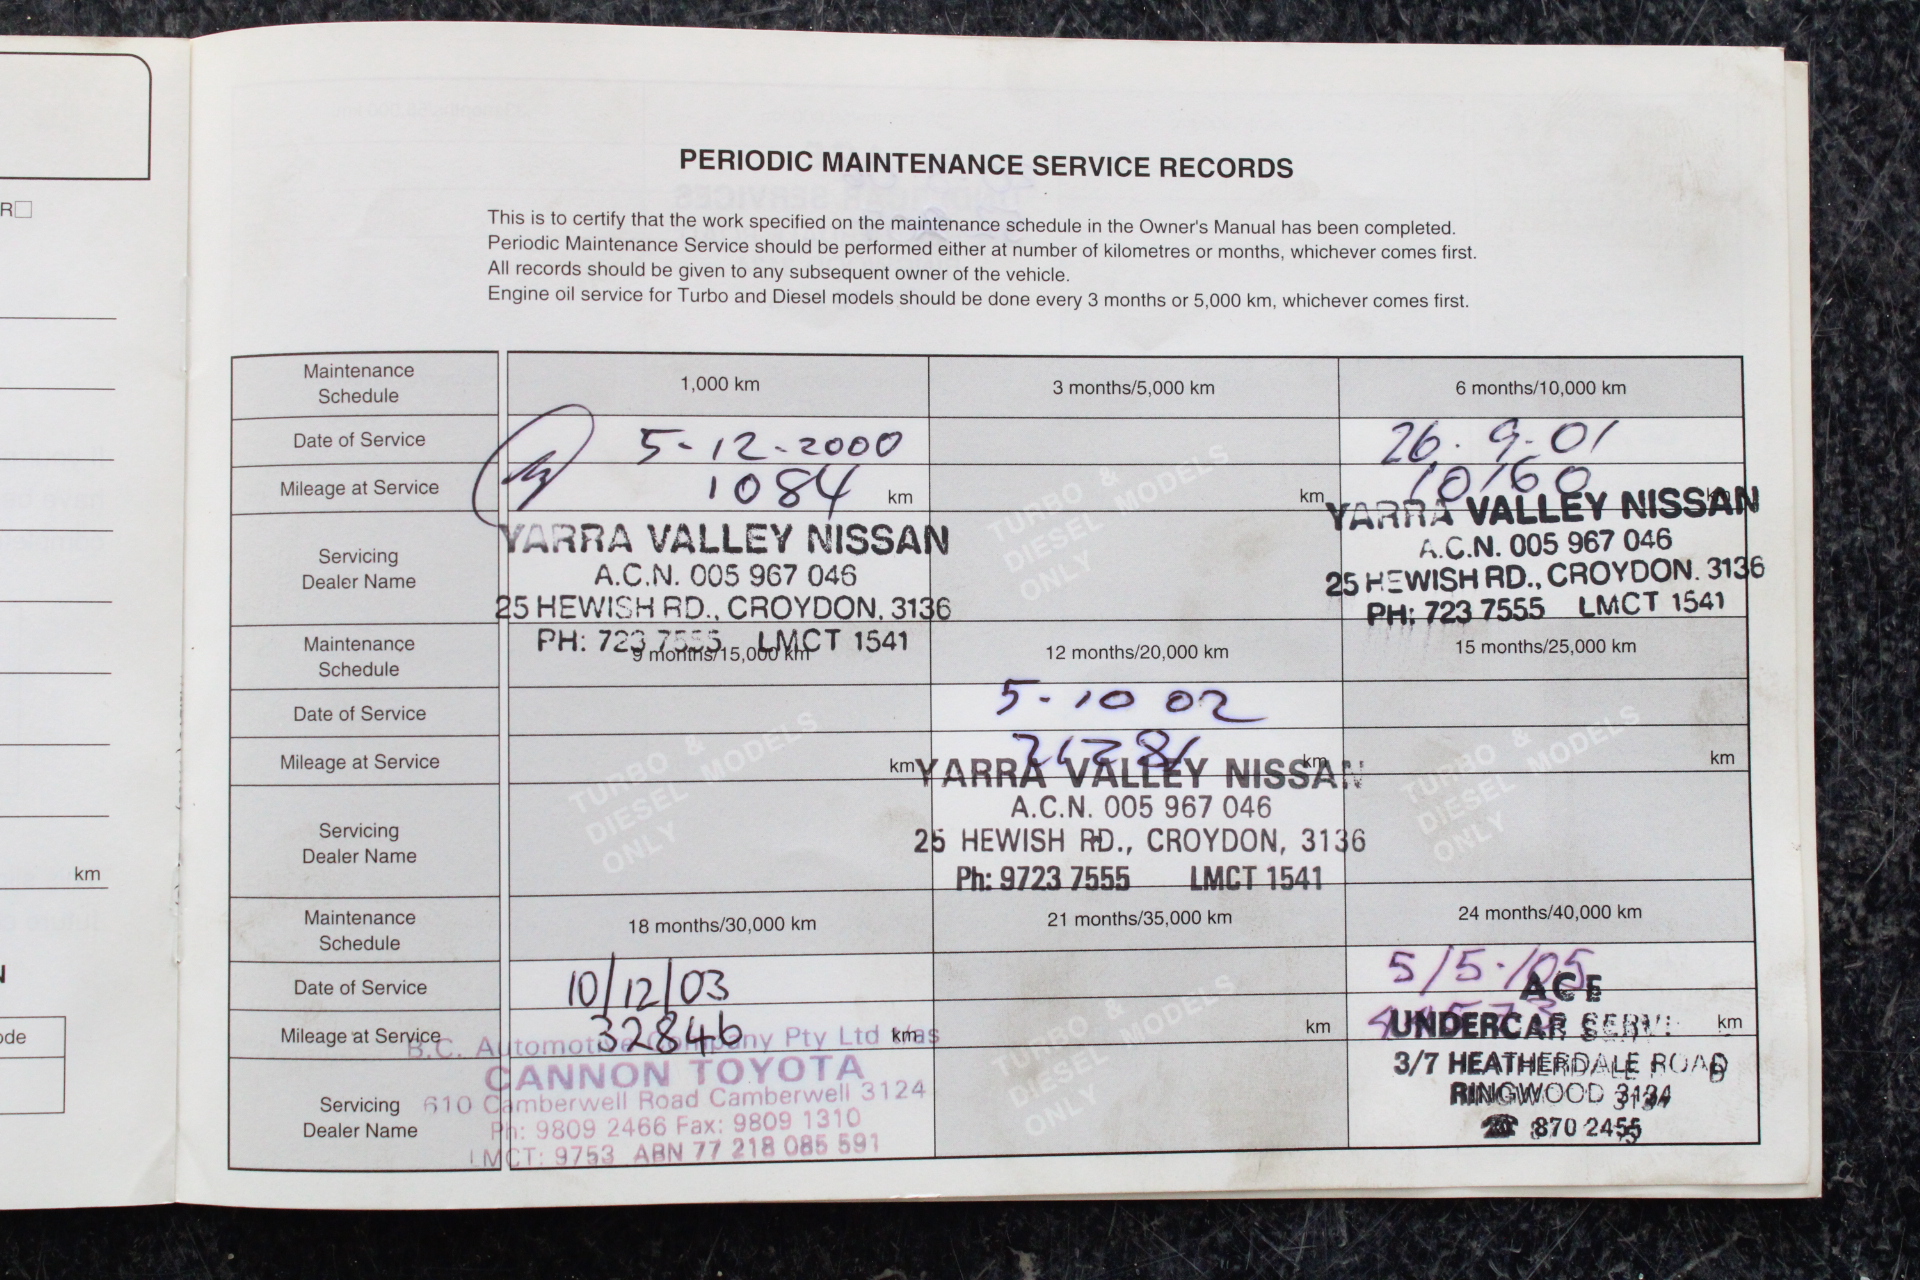 R
km
ode
PERIODIC MAINTENANCE SERVICE RECORDS
This is to certify that the work specified on the maintenance schedule in the Owner's Manual has been completed.
Periodic Maintenance Service should be performed either at number of kilometres or months, whichever comes first.
All records should be given to any subsequent owner of the vehicle.
Engine oil service for Turbo and Diesel models should be done every 3 months or 5,000 km, whichever comes first.
Maintenance Schedule 1,000 km 3 months/5,000 km 6 months/10,000 km
Date of Service 5-12-2000 26.9.01
Mileage at Service 1084 km km 10160 km
Servicing Dealer Name
YARRA VALLEY NISSAN
A.C.N. 005 967 046
25 HEWISH RD., CROYDON, 3136
PH: 723 7555 LMCT 1541
TURBO & DIESEL MODELS ONLY
YARRA VALLEY NISSAN
A.C.N. 005 967 046
25 HEWISH RD., CROYDON. 3136
PH: 723 7555 LMCT 1541
Maintenance Schedule 9 months/15,000 km 12 months/20,000 km 15 months/25,000 km
Date of Service 5-10 02
Mileage at Service km km km
Servicing Dealer Name
TURBO & DIESEL MODELS ONLY
YARRA VALLEY NISSAN
A.C.N. 005 967 046
25 HEWISH RD., CROYDON, 3136
Ph: 9723 7555 LMCT 1541
TURBO & DIESEL MODELS ONLY
Maintenance Schedule 18 months/30,000 km 21 months/35,000 km 24 months/40,000 km
Date of Service 10/12/03 5/5/05
Mileage at Service 32846 km km km
Servicing Dealer Name
B.C. Automotive Company Pty Ltd t/as
CANNON TOYOTA
610 Camberwell Road Camberwell 3124
Ph: 9809 2466 Fax: 9809 1310
LMCT: 9753 ABN 77 218 085 591
TURBO & DIESEL MODELS ONLY
ACE
UNDERCAR SERVI
3/7 HEATHERDALE ROAD
RINGWOOD 3134
☎ 870 2455